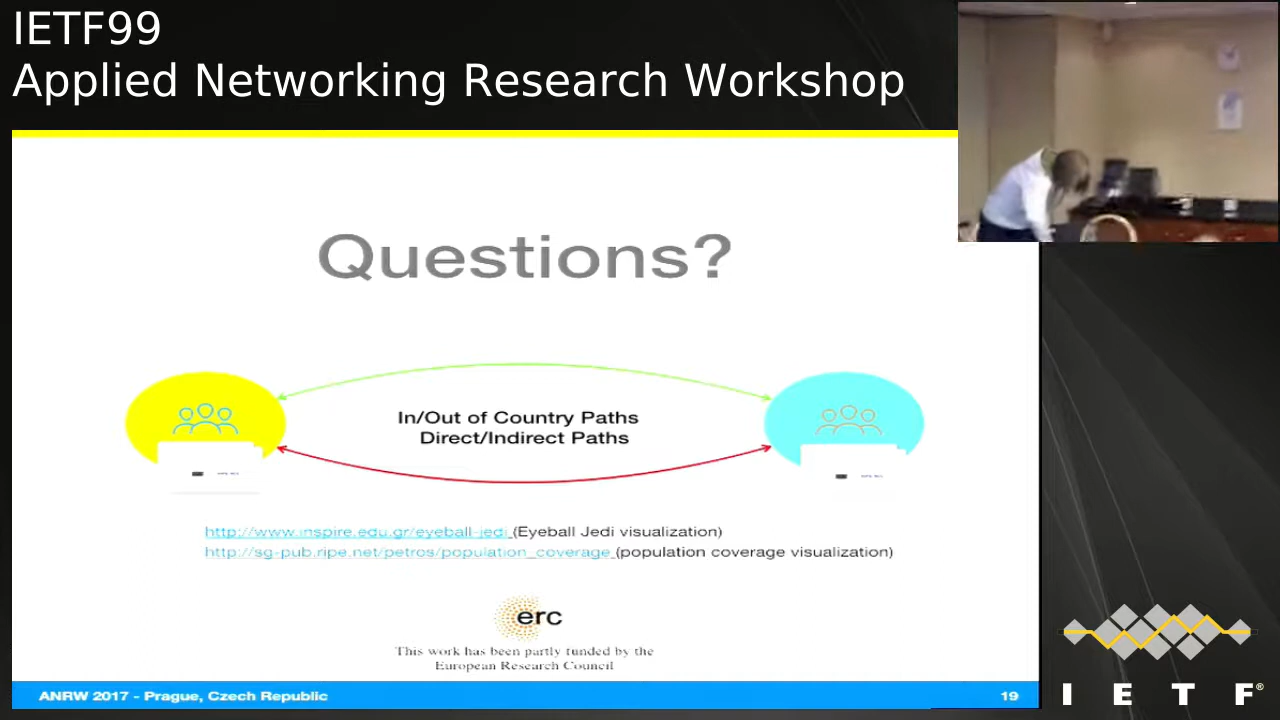 IETF99
Applied Networking Research Workshop
Questions?
In/Out of Country Paths
Direct/Indirect Paths
http://www.inspire.edu.gr/eyeball-jedi (Eyeball Jedi visualization)
http://sg-pub.ripe.net/petros/population_coverage (population coverage visualization)
erc
This work has been partly funded by the
European Research Council
ANRW 2017 - Prague, Czech Republic
19
I E T F®